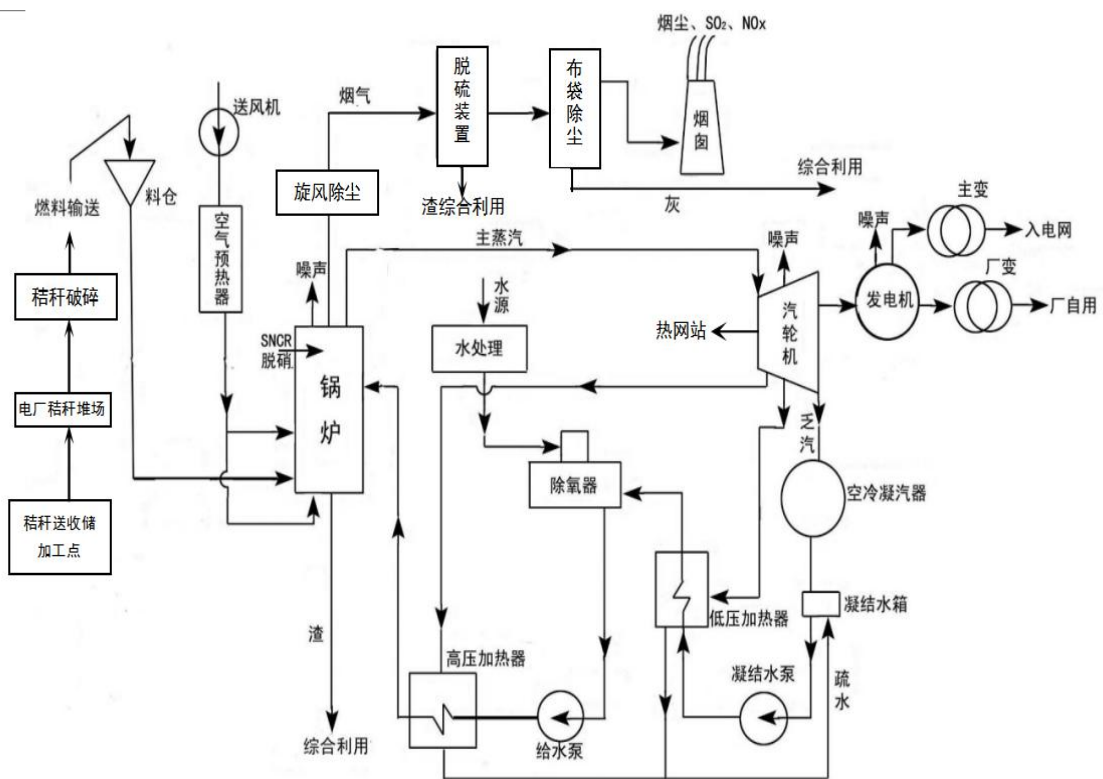 烟尘、SO₂、NOx
脱硫装置
布袋除尘
烟囱
烟气
送风机
旋风除尘
渣综合利用
灰
综合利用
料仓
燃料输送
空气预热器
主蒸汽
噪声
噪声
噪声
主变
入电网
秸秆破碎
水源
发电机
厂变
厂自用
SNCR
脱硝
水处理
热网站
汽轮机
锅炉
电厂秸秆堆场
乏汽
除氧器
空冷凝汽器
秸秆送收储
加工点
低压加热器
凝结水箱
渣
高压加热器
凝结水泵
疏水
综合利用
给水泵